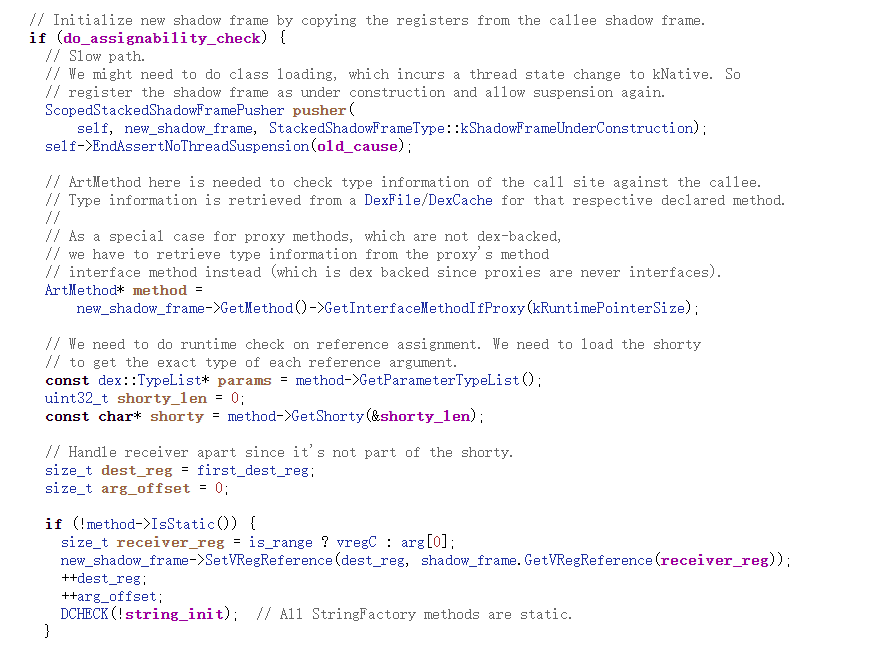 // Initialize new shadow frame by copying the registers from the callee shadow frame.
if (do_assignability_check) {
  // Slow path.
  // We might need to do class loading, which incurs a thread state change to kNative. So
  // register the shadow frame as under construction and allow suspension again.
  ScopedStackedShadowFramePusher pusher(
      self, new_shadow_frame, StackedShadowFrameType::kShadowFrameUnderConstruction);
  self->EndAssertNoThreadSuspension(old_cause);

  // ArtMethod here is needed to check type information of the call site against the callee.
  // Type information is retrieved from a DexFile/DexCache for that respective declared method.
  //
  // As a special case for proxy methods, which are not dex-backed,
  // we have to retrieve type information from the proxy's method
  // interface method instead (which is dex backed since proxies are never interfaces).
  ArtMethod* method =
      new_shadow_frame->GetMethod()->GetInterfaceMethodIfProxy(kRuntimePointerSize);

  // We need to do runtime check on reference assignment. We need to load the shorty
  // to get the exact type of each reference argument.
  const dex::TypeList* params = method->GetParameterTypeList();
  uint32_t shorty_len = 0;
  const char* shorty = method->GetShorty(&shorty_len);

  // Handle receiver apart since it's not part of the shorty.
  size_t dest_reg = first_dest_reg;
  size_t arg_offset = 0;

  if (!method->IsStatic()) {
    size_t receiver_reg = is_range ? vregC : arg[0];
    new_shadow_frame->SetVRegReference(dest_reg, shadow_frame.GetVRegReference(receiver_reg));
    ++dest_reg;
    ++arg_offset;
    DCHECK(!string_init);  // All StringFactory methods are static.
  }